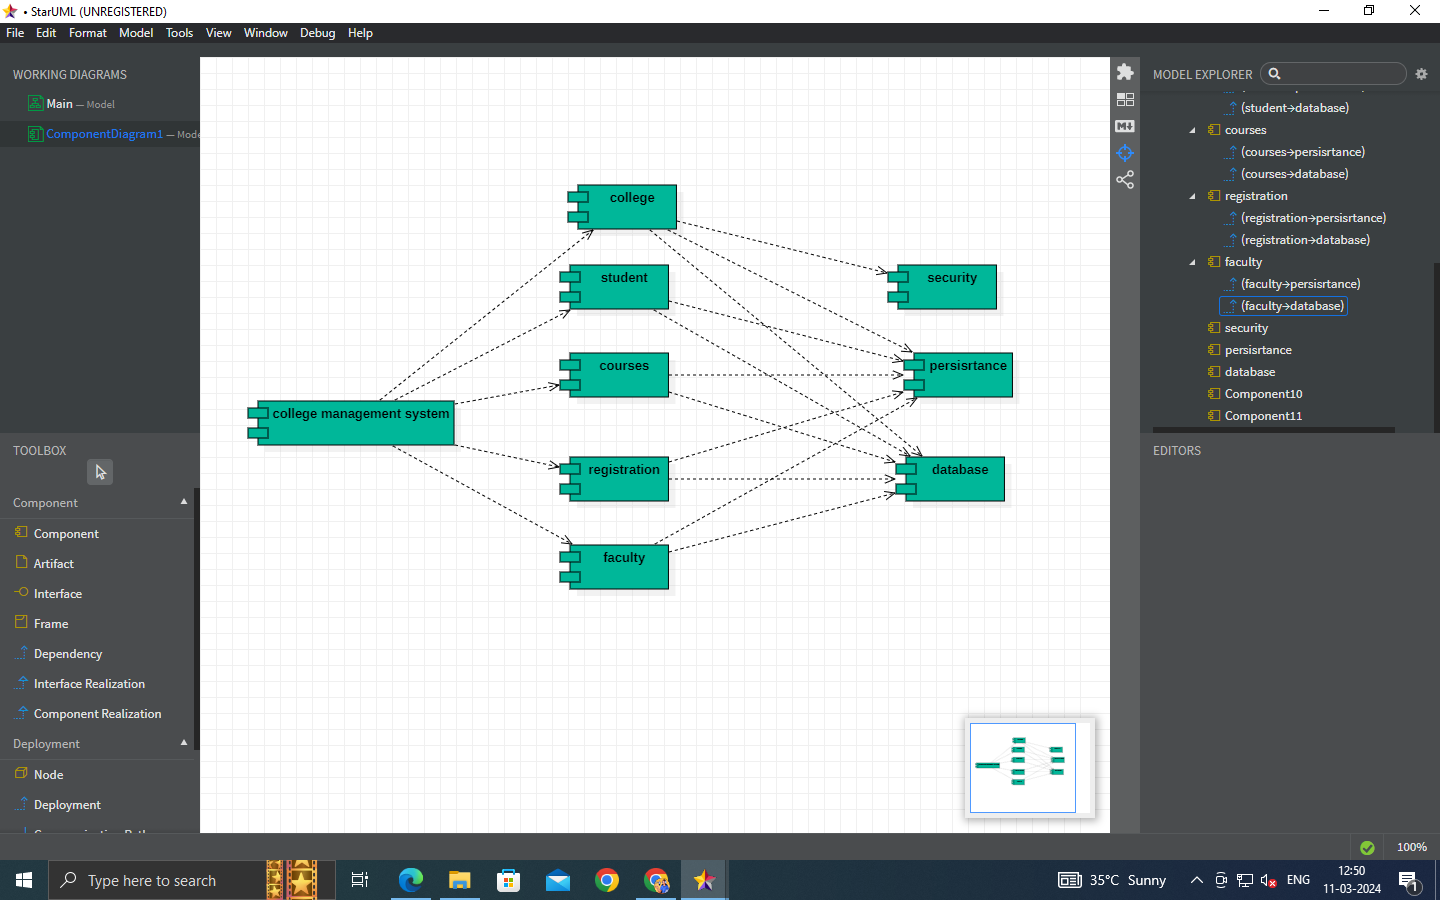 • StarUML (UNREGISTERED)
File Edit Format Model Tools View Window Debug Help
WORKING DIAGRAMS
Main — Model
ComponentDiagram1 — Mode
TOOLBOX
Component
Component
Artifact
Interface
Frame
Dependency
Interface Realization
Component Realization
Deployment
Node
Deployment
college
student
security
courses
persisrtance
college management system
registration
database
faculty
MODEL EXPLORER
(student→database)
courses
(courses→persisrtance)
(courses→database)
registration
(registration→persisrtance)
(registration→database)
faculty
(faculty→persisrtance)
(faculty→database)
security
persisrtance
database
Component10
Component11
EDITORS
M
100%
Type here to search
35°C Sunny
ENG
12:50
11-03-2024
1